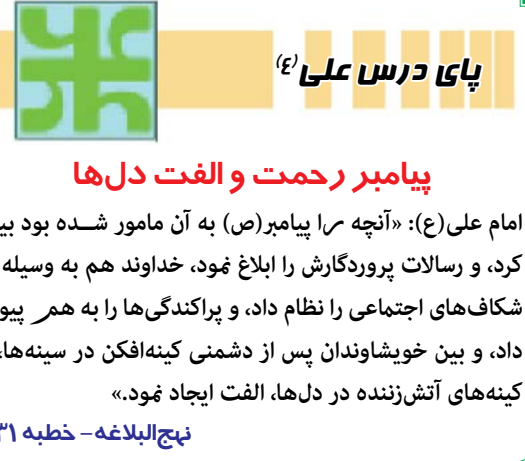 پای درس علی(٤)
پیامبر رحمت و الفت دل‌ها
امام علی(ع): «آنچه را پیامبر(ص) به آن مامور شده بود
کرد، و رسالات پروردگارش را ابلاغ نمود، خداوند هم به وسیله
شکاف‌های اجتماعی را نظام داد، و پراکندگی‌ها را به هم
داد، و بین خویشاوندان پس از دشمنی کینه‌افکن در سینه‌ها،
کینه‌های آتش‌زننده در دل‌ها، الفت ایجاد نمود.»
نهج‌البلاغه- خطبه ۳۱